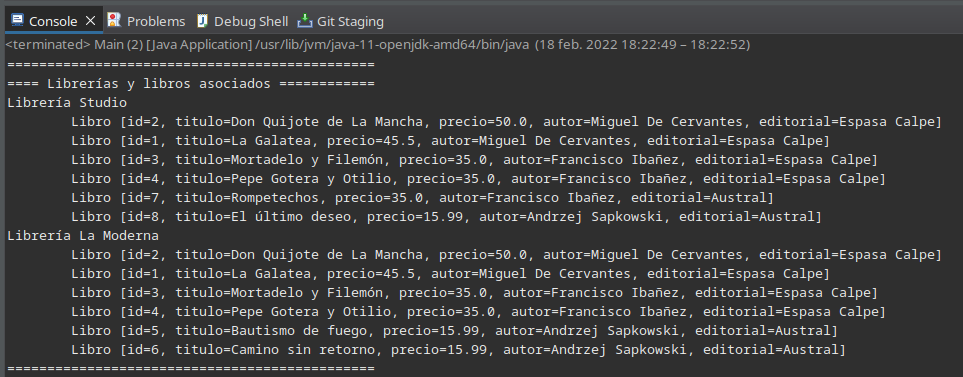 Console Problems Debug Shell Git Staging
<terminated> Main (2) [Java Application] /usr/lib/jvm/java-11-openjdk-amd64/bin/java (18 feb. 2022 18:22:49 – 18:22:52)
==============================================
==== Librerías y libros asociados ============
Librería Studio
Libro [id=2, titulo=Don Quijote de La Mancha, precio=50.0, autor=Miguel De Cervantes, editorial=Espasa Calpe]
Libro [id=1, titulo=La Galatea, precio=45.5, autor=Miguel De Cervantes, editorial=Espasa Calpe]
Libro [id=3, titulo=Mortadelo y Filemón, precio=35.0, autor=Francisco Ibañez, editorial=Espasa Calpe]
Libro [id=4, titulo=Pepe Gotera y Otilio, precio=35.0, autor=Francisco Ibañez, editorial=Espasa Calpe]
Libro [id=7, titulo=Rompetechos, precio=35.0, autor=Francisco Ibañez, editorial=Austral]
Libro [id=8, titulo=El último deseo, precio=15.99, autor=Andrzej Sapkowski, editorial=Austral]
Librería La Moderna
Libro [id=2, titulo=Don Quijote de La Mancha, precio=50.0, autor=Miguel De Cervantes, editorial=Espasa Calpe]
Libro [id=1, titulo=La Galatea, precio=45.5, autor=Miguel De Cervantes, editorial=Espasa Calpe]
Libro [id=3, titulo=Mortadelo y Filemón, precio=35.0, autor=Francisco Ibañez, editorial=Espasa Calpe]
Libro [id=4, titulo=Pepe Gotera y Otilio, precio=35.0, autor=Francisco Ibañez, editorial=Espasa Calpe]
Libro [id=5, titulo=Bautismo de fuego, precio=15.99, autor=Andrzej Sapkowski, editorial=Austral]
Libro [id=6, titulo=Camino sin retorno, precio=15.99, autor=Andrzej Sapkowski, editorial=Austral]
==============================================